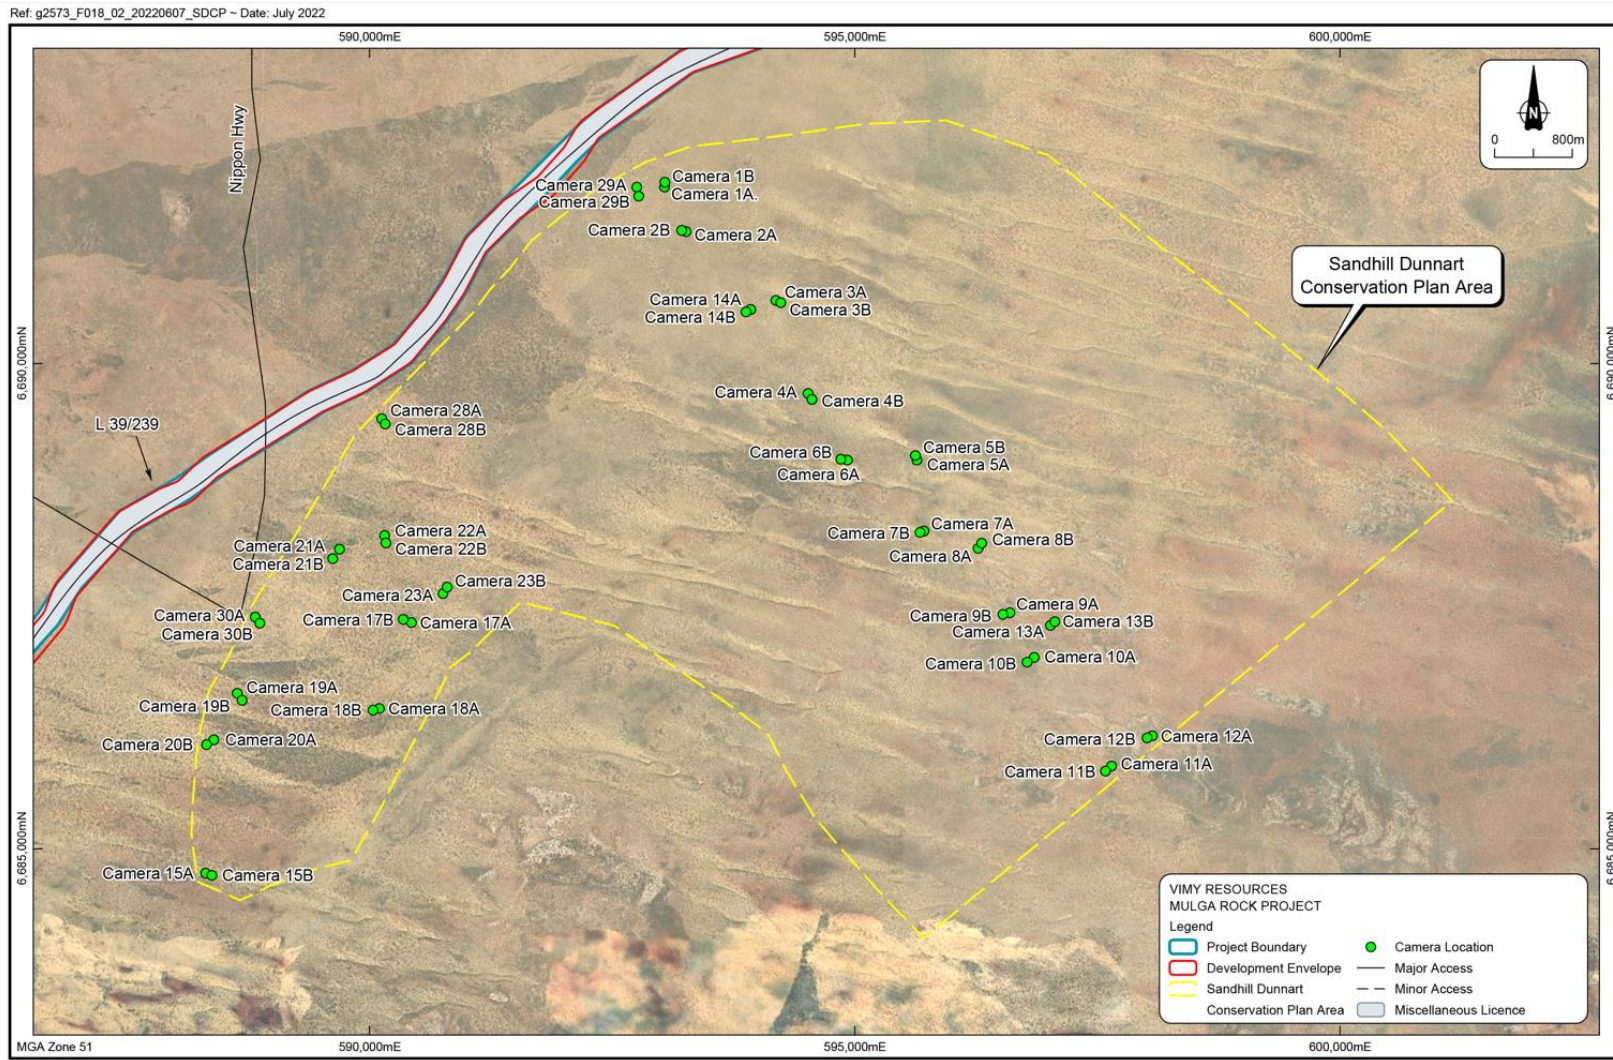 Ref: g2573_F018_02_20220607_SDCP ~ Date: July 2022
590,000mE
595,000mE
600,000mE
Nippon Hwy
N
0 800m
Camera 1B
Camera 29A
Camera 1A.
Camera 29B
Camera 2B
Camera 2A
Sandhill Dunnart
Conservation Plan Area
Camera 3A
Camera 14A
Camera 3B
Camera 14B
6,690,000mN
6,690,000mN
Camera 4A
Camera 4B
Camera 28A
L 39/239
Camera 28B
Camera 5B
Camera 6B
Camera 5A
Camera 6A
Camera 7A
Camera 22A
Camera 7B
Camera 8B
Camera 21A
Camera 22B
Camera 8A
Camera 21B
Camera 23B
Camera 23A
Camera 9A
Camera 30A
Camera 9B
Camera 17B
Camera 17A
Camera 13B
Camera 30B
Camera 13A
Camera 10A
Camera 10B
Camera 19A
Camera 19B
Camera 18B
Camera 18A
Camera 12A
Camera 12B
Camera 20A
Camera 20B
Camera 11A
Camera 11B
6,685,000mN
6,685,000mN
Camera 15A
Camera 15B
VIMY RESOURCES
MULGA ROCK PROJECT
Legend
Project Boundary
Camera Location
Development Envelope
Major Access
Sandhill Dunnart
Minor Access
Conservation Plan Area
Miscellaneous Licence
MGA Zone 51
590,000mE
595,000mE
600,000mE